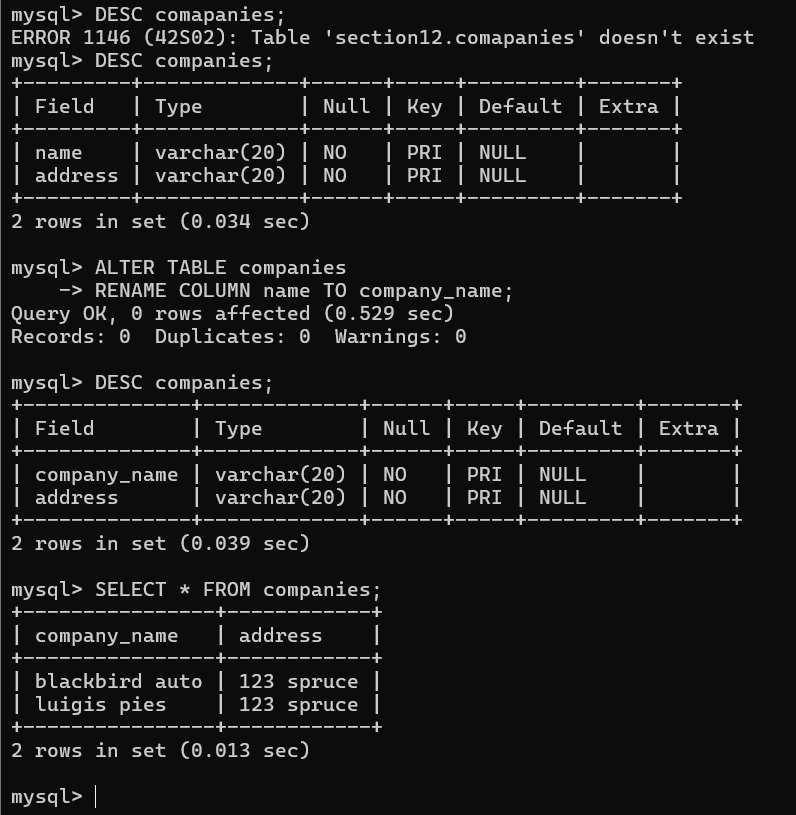 mysql> DESC comapanies;
ERROR 1146 (42S02): Table 'section12.comapanies' doesn't exist
mysql> DESC companies;
+---------+-------------+------+-----+---------+-------+
| Field   | Type        | Null | Key | Default | Extra |
+---------+-------------+------+-----+---------+-------+
| name    | varchar(20) | NO   | PRI | NULL    |       |
| address | varchar(20) | NO   | PRI | NULL    |       |
+---------+-------------+------+-----+---------+-------+
2 rows in set (0.034 sec)

mysql> ALTER TABLE companies
    -> RENAME COLUMN name TO company_name;
Query OK, 0 rows affected (0.529 sec)
Records: 0  Duplicates: 0  Warnings: 0

mysql> DESC companies;
+--------------+-------------+------+-----+---------+-------+
| Field        | Type        | Null | Key | Default | Extra |
+--------------+-------------+------+-----+---------+-------+
| company_name | varchar(20) | NO   | PRI | NULL    |       |
| address      | varchar(20) | NO   | PRI | NULL    |       |
+--------------+-------------+------+-----+---------+-------+
2 rows in set (0.039 sec)

mysql> SELECT * FROM companies;
+----------------+------------+
| company_name   | address    |
+----------------+------------+
| blackbird auto | 123 spruce |
| luigis pies    | 123 spruce |
+----------------+------------+
2 rows in set (0.013 sec)

mysql>